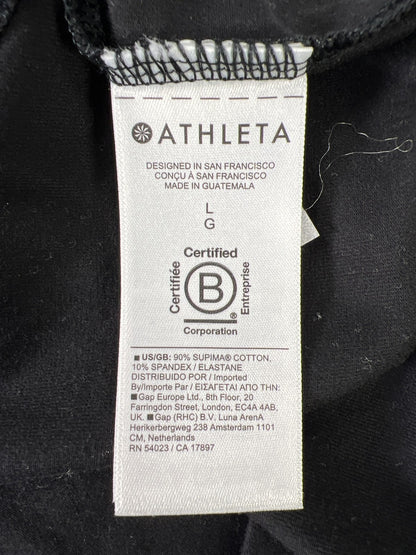 ATHLETA
DESIGNED IN SAN FRANCISCO
CONÇU À SAN FRANCISCO
MADE IN GUATEMALA
L
G
Certified
Certifiée
B
®
Entreprise
Corporation
■ US/GB: 90% SUPIMA® COTTON,
10% SPANDEX / ELASTANE
DISTRIBUIDO POR / Imported
By/Importe Par / ΕΙΣΑΓΕΤΑΙ ΑΠΟ ΤΗΝ:
■ Gap Europe Ltd., 8th Floor, 20
Farringdon Street, London, EC4A 4AB,
UK. ■ Gap (RHC) B.V. Luna ArenA
Herikerbergweg 238 Amsterdam 1101
CM, Netherlands
RN 54023 / CA 17897